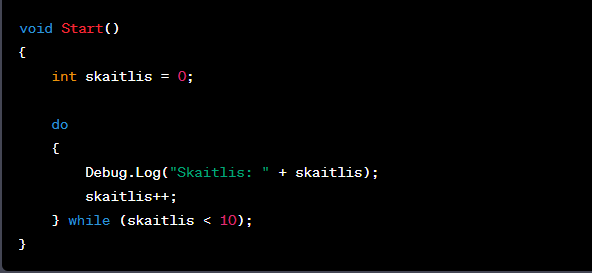 void Start()
{
    int skaitlis = 0;

    do
    {
        Debug.Log("Skaitlis: " + skaitlis);
        skaitlis++;
    } while (skaitlis < 10);
}